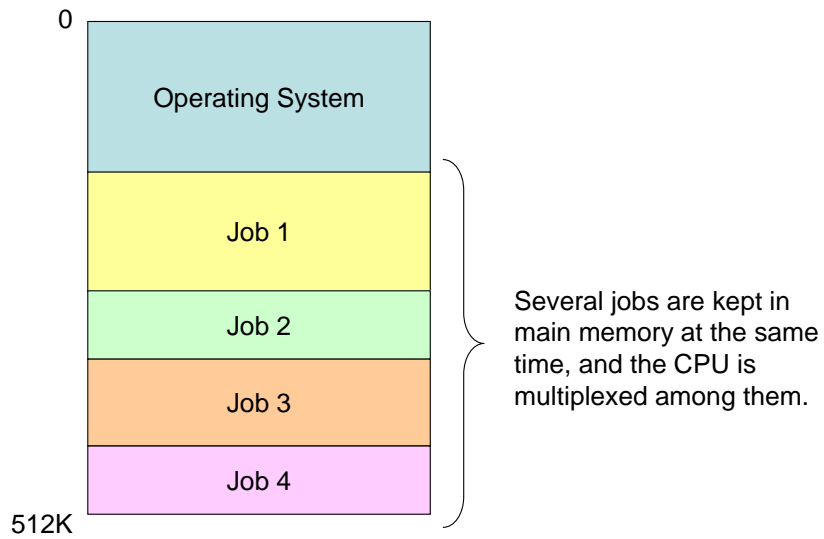 0
Operating System
Job 1
Job 2
Job 3
Job 4
512K
Several jobs are kept in
main memory at the same
time, and the CPU is
multiplexed among them.